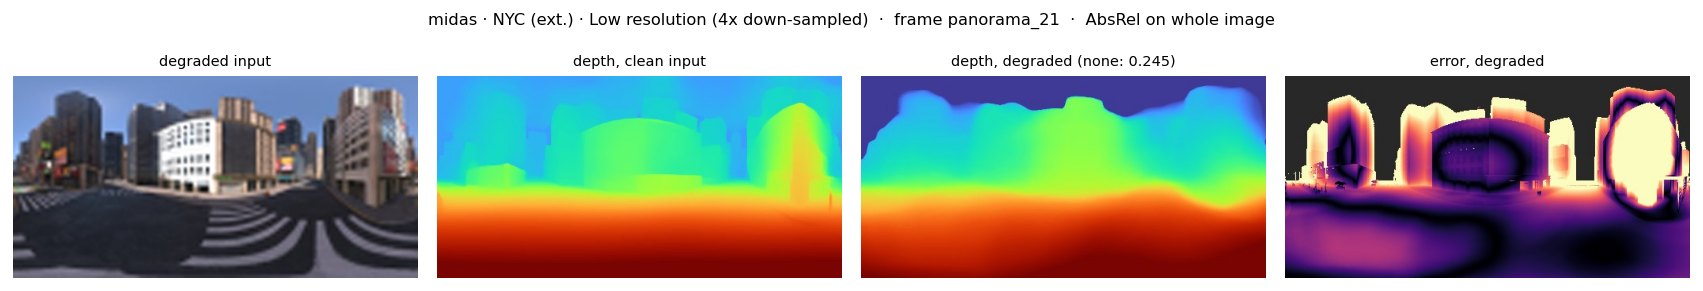 midas · NYC (ext.) · Low resolution (4x down-sampled) · frame panorama_21 · AbsRel on whole image
degraded input
depth, clean input
depth, degraded (none: 0.245)
error, degraded